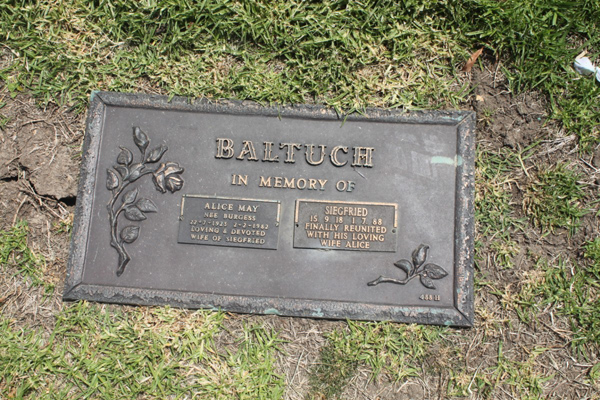 BALTUCH
IN MEMORY OF
ALICE MAY
NEE BURGESS
LOVING & DEVOTED
WIFE OF SIEGFRIED
SIEGFRIED
15.9.18 1.7.88
FINALLY REUNITED
WITH HIS LOVING
WIFE ALICE